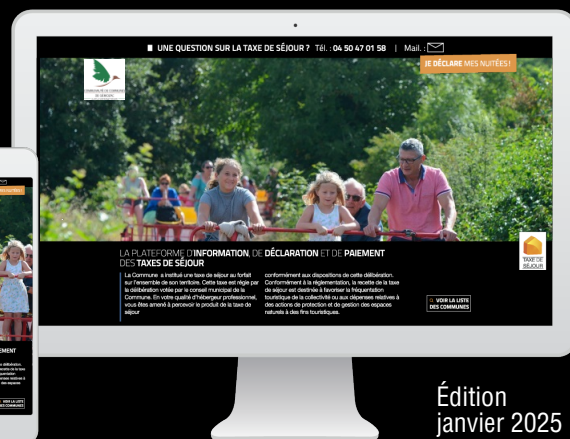 UNE QUESTION SUR LA TAXE DE SÉJOUR ? Tél. : 04 50 47 01 58 | Mail. :
JE DÉCLARE MES NUITÉES !
LA PLATEFORME D'INFORMATION, DE DÉCLARATION ET DE PAIEMENT
DES TAXES DE SÉJOUR
La Commune a institué une taxe de séjour au forfait
sur l'ensemble de son territoire. Cette taxe est régie par
la délibération votée par le conseil municipal de la
Commune. En votre qualité d'hébergeur professionnel,
vous êtes amené à percevoir le produit de la taxe de
séjour
conformément aux dispositions de cette délibération.
Conformément à la réglementation, la recette de la taxe
de séjour est destinée à favoriser la fréquentation
touristique de la collectivité ou aux dépenses relatives à
des actions de protection et de gestion des espaces
naturels à des fins touristiques.
VOIR LA LISTE
DES COMMUNES
TAXE DE
SÉJOUR
Édition
janvier 2025